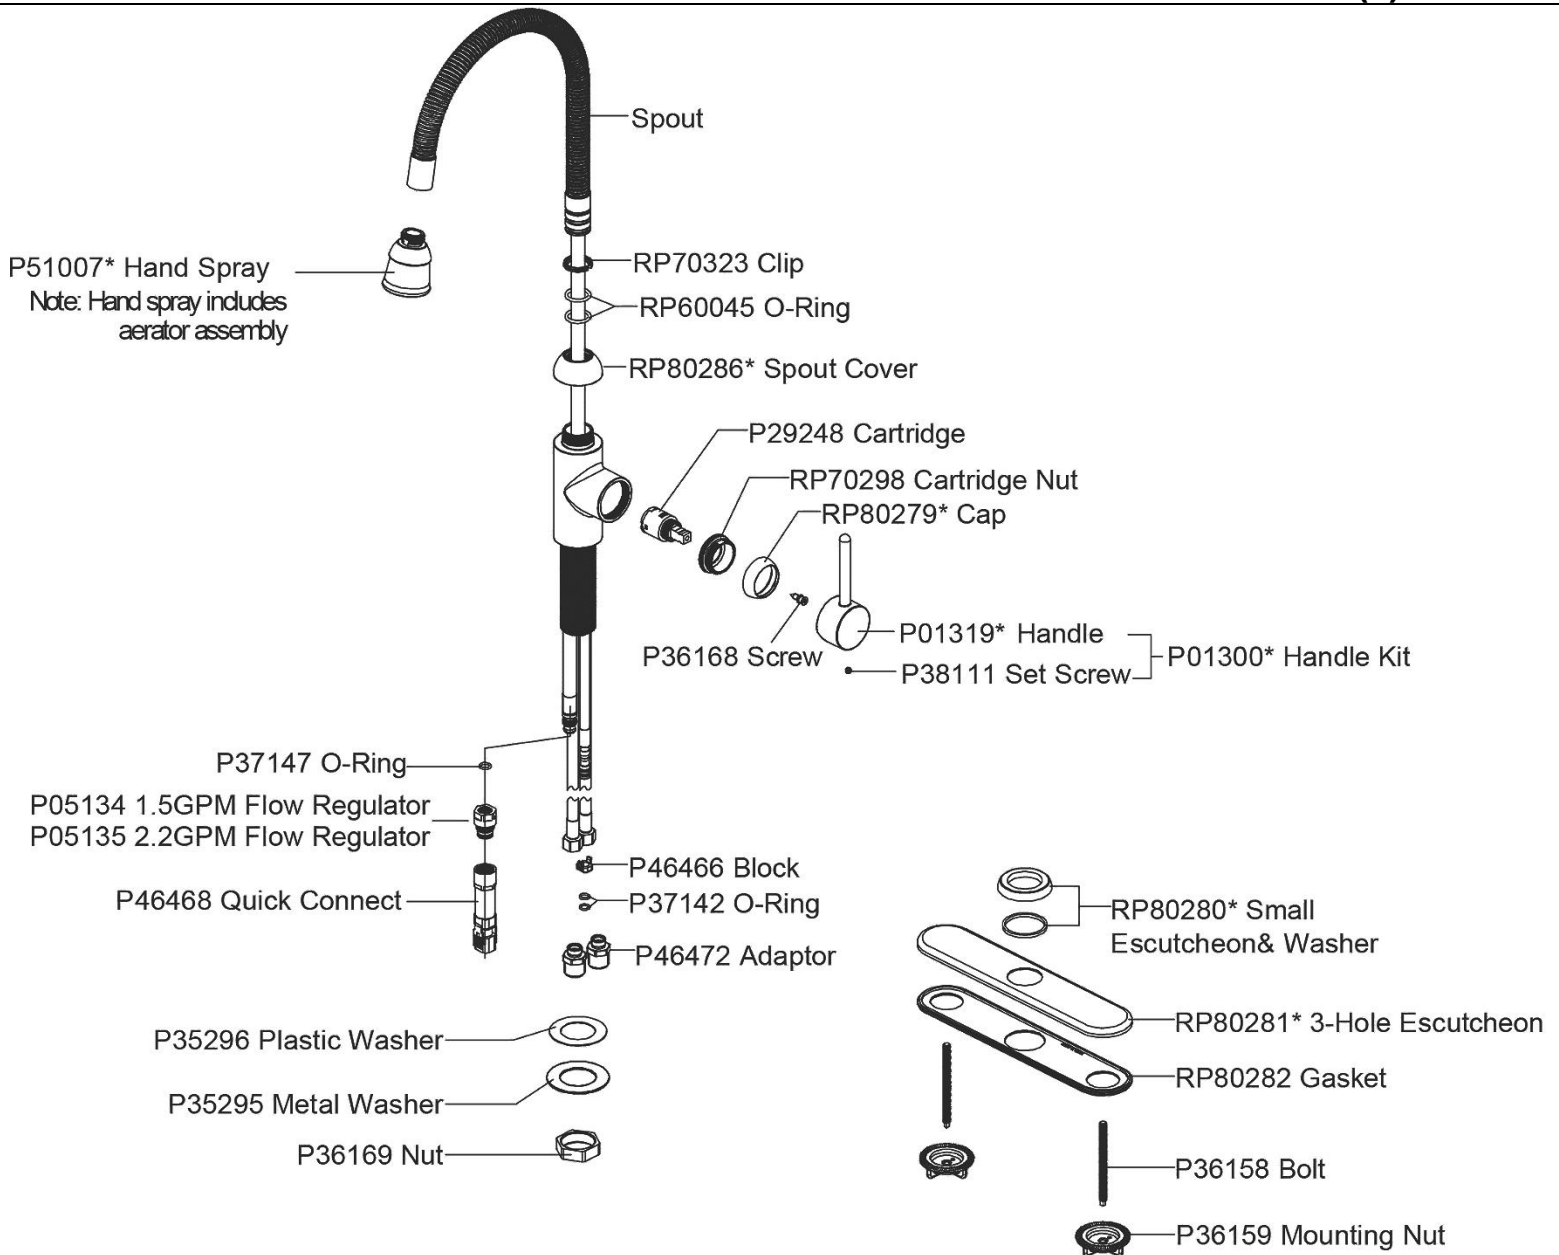 Spout
P51007* Hand Spray
Note: Hand spray includes
aerator assembly
RP70323 Clip
RP60045 O-Ring
RP80286* Spout Cover
P29248 Cartridge
RP70298 Cartridge Nut
RP80279* Cap
P36168 Screw
P01319* Handle
P38111 Set Screw
P01300* Handle Kit
P37147 O-Ring
P05134 1.5GPM Flow Regulator
P05135 2.2GPM Flow Regulator
P46468 Quick Connect
P46466 Block
P37142 O-Ring
P46472 Adaptor
P35296 Plastic Washer
P35295 Metal Washer
P36169 Nut
RP80280* Small
Escutcheon& Washer
RP80281* 3-Hole Escutcheon
RP80282 Gasket
P36158 Bolt
P36159 Mounting Nut